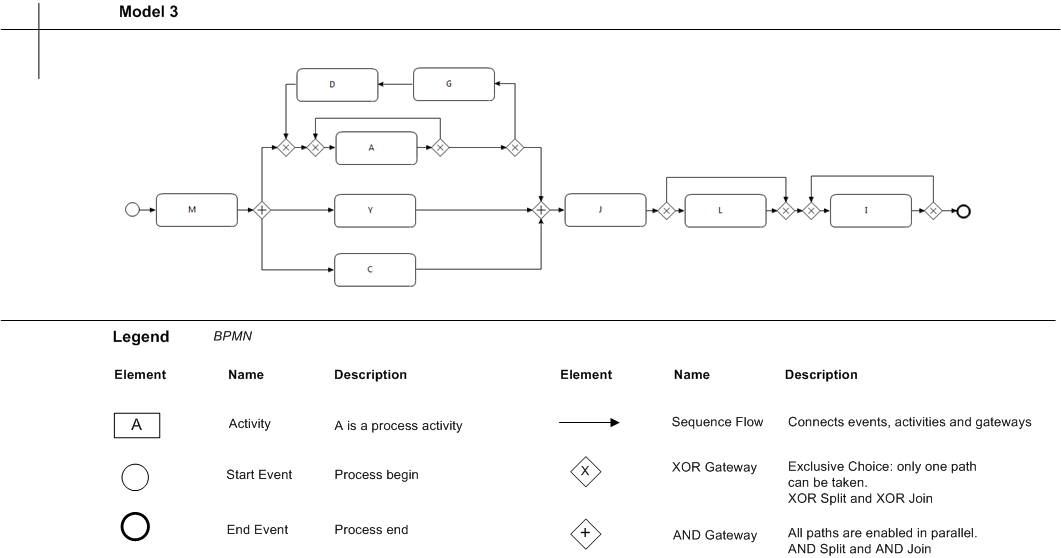 Model 3
D
G
A
M
Y
J
L
I
C
Legend
BPMN
Element
Name
Description
Element
Name
Description
A
Activity
A is a process activity
Sequence Flow
Connects events, activities and gateways
Start Event
Process begin
X
XOR Gateway
Exclusive Choice: only one path
can be taken.
XOR Split and XOR Join
End Event
Process end
+
AND Gateway
All paths are enabled in parallel.
AND Split and AND Join